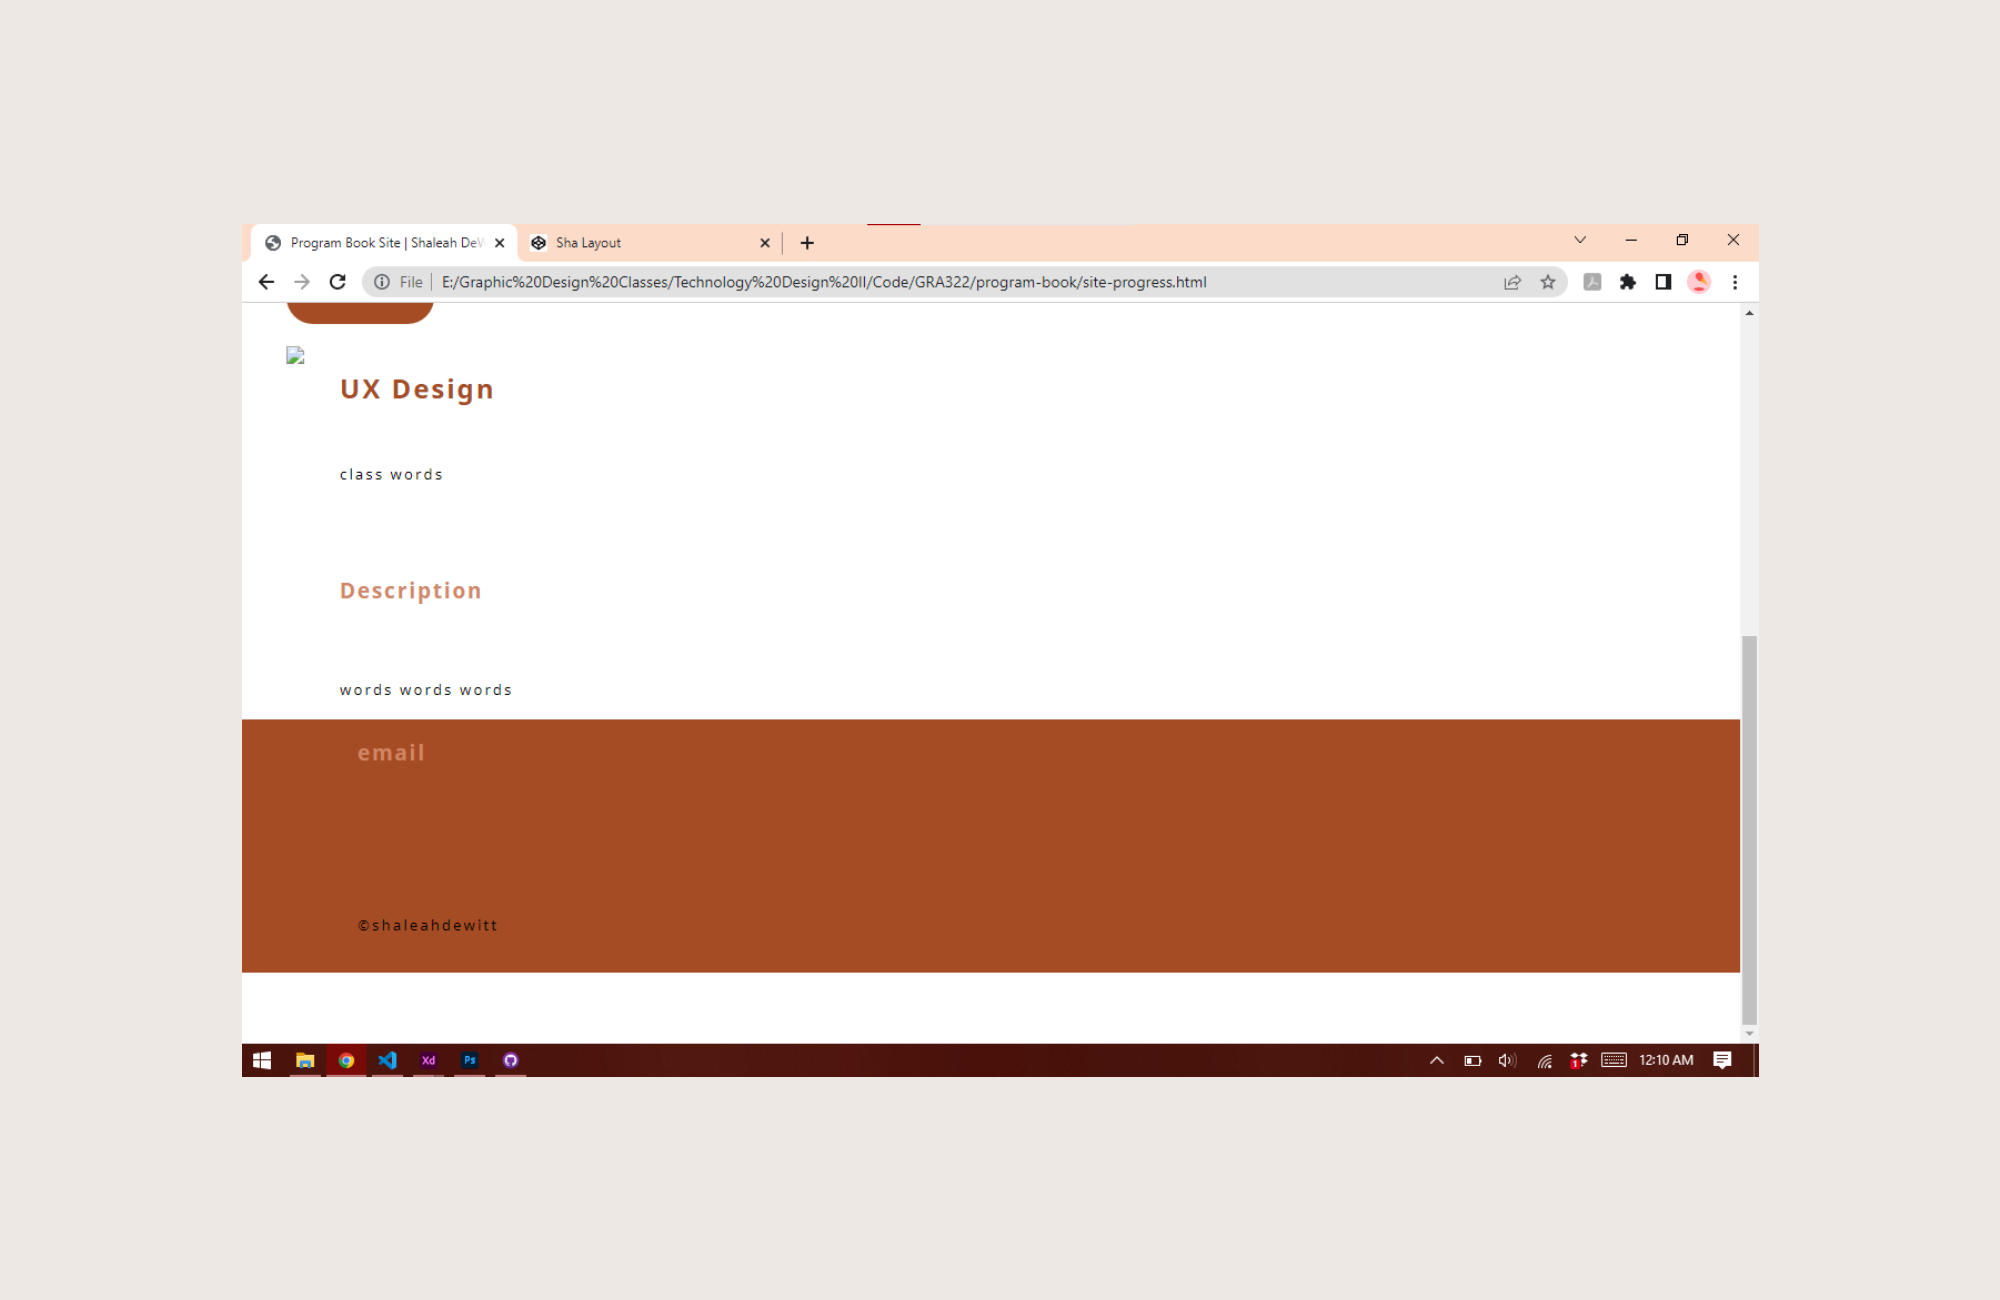 Program Book Site | Shaleah DeW
Sha Layout
File
E:/Graphic%20Design%20Classes/Technology%20Design%20II/Code/GRA322/program-book/site-progress.html
UX Design
class words
Description
words words words
email
©shaleahdewitt
Xd
Ps
1
12:10 AM